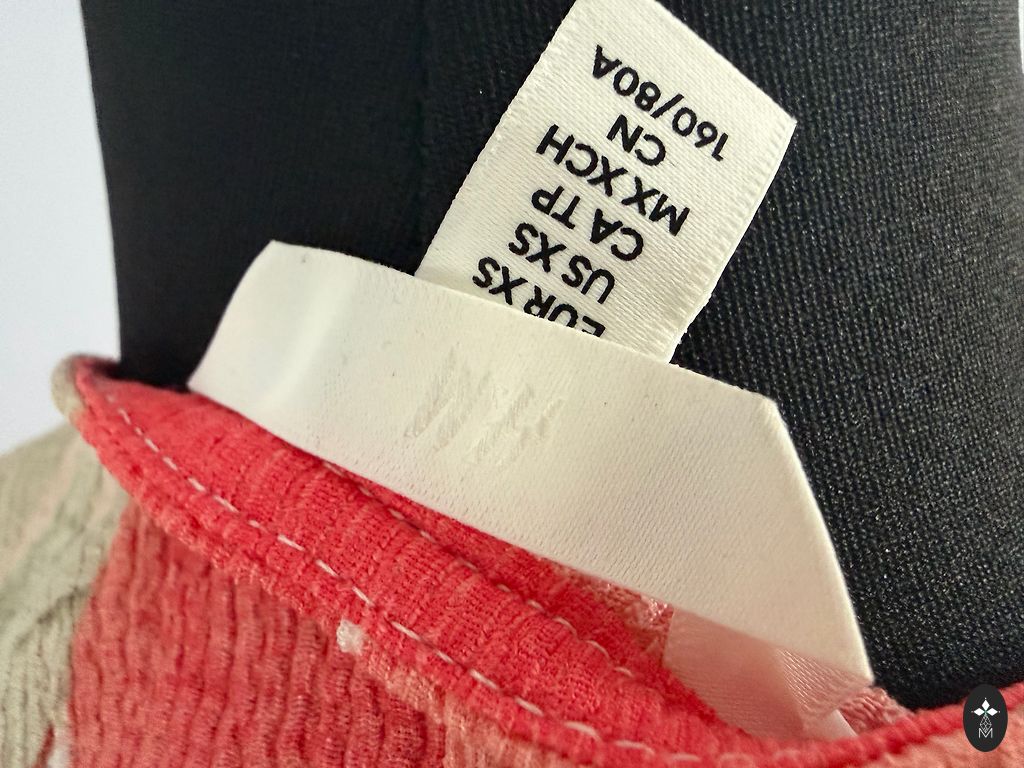 EUR XS
US XS
CA TP
MX XCH
CN
160/80A
H&M
M